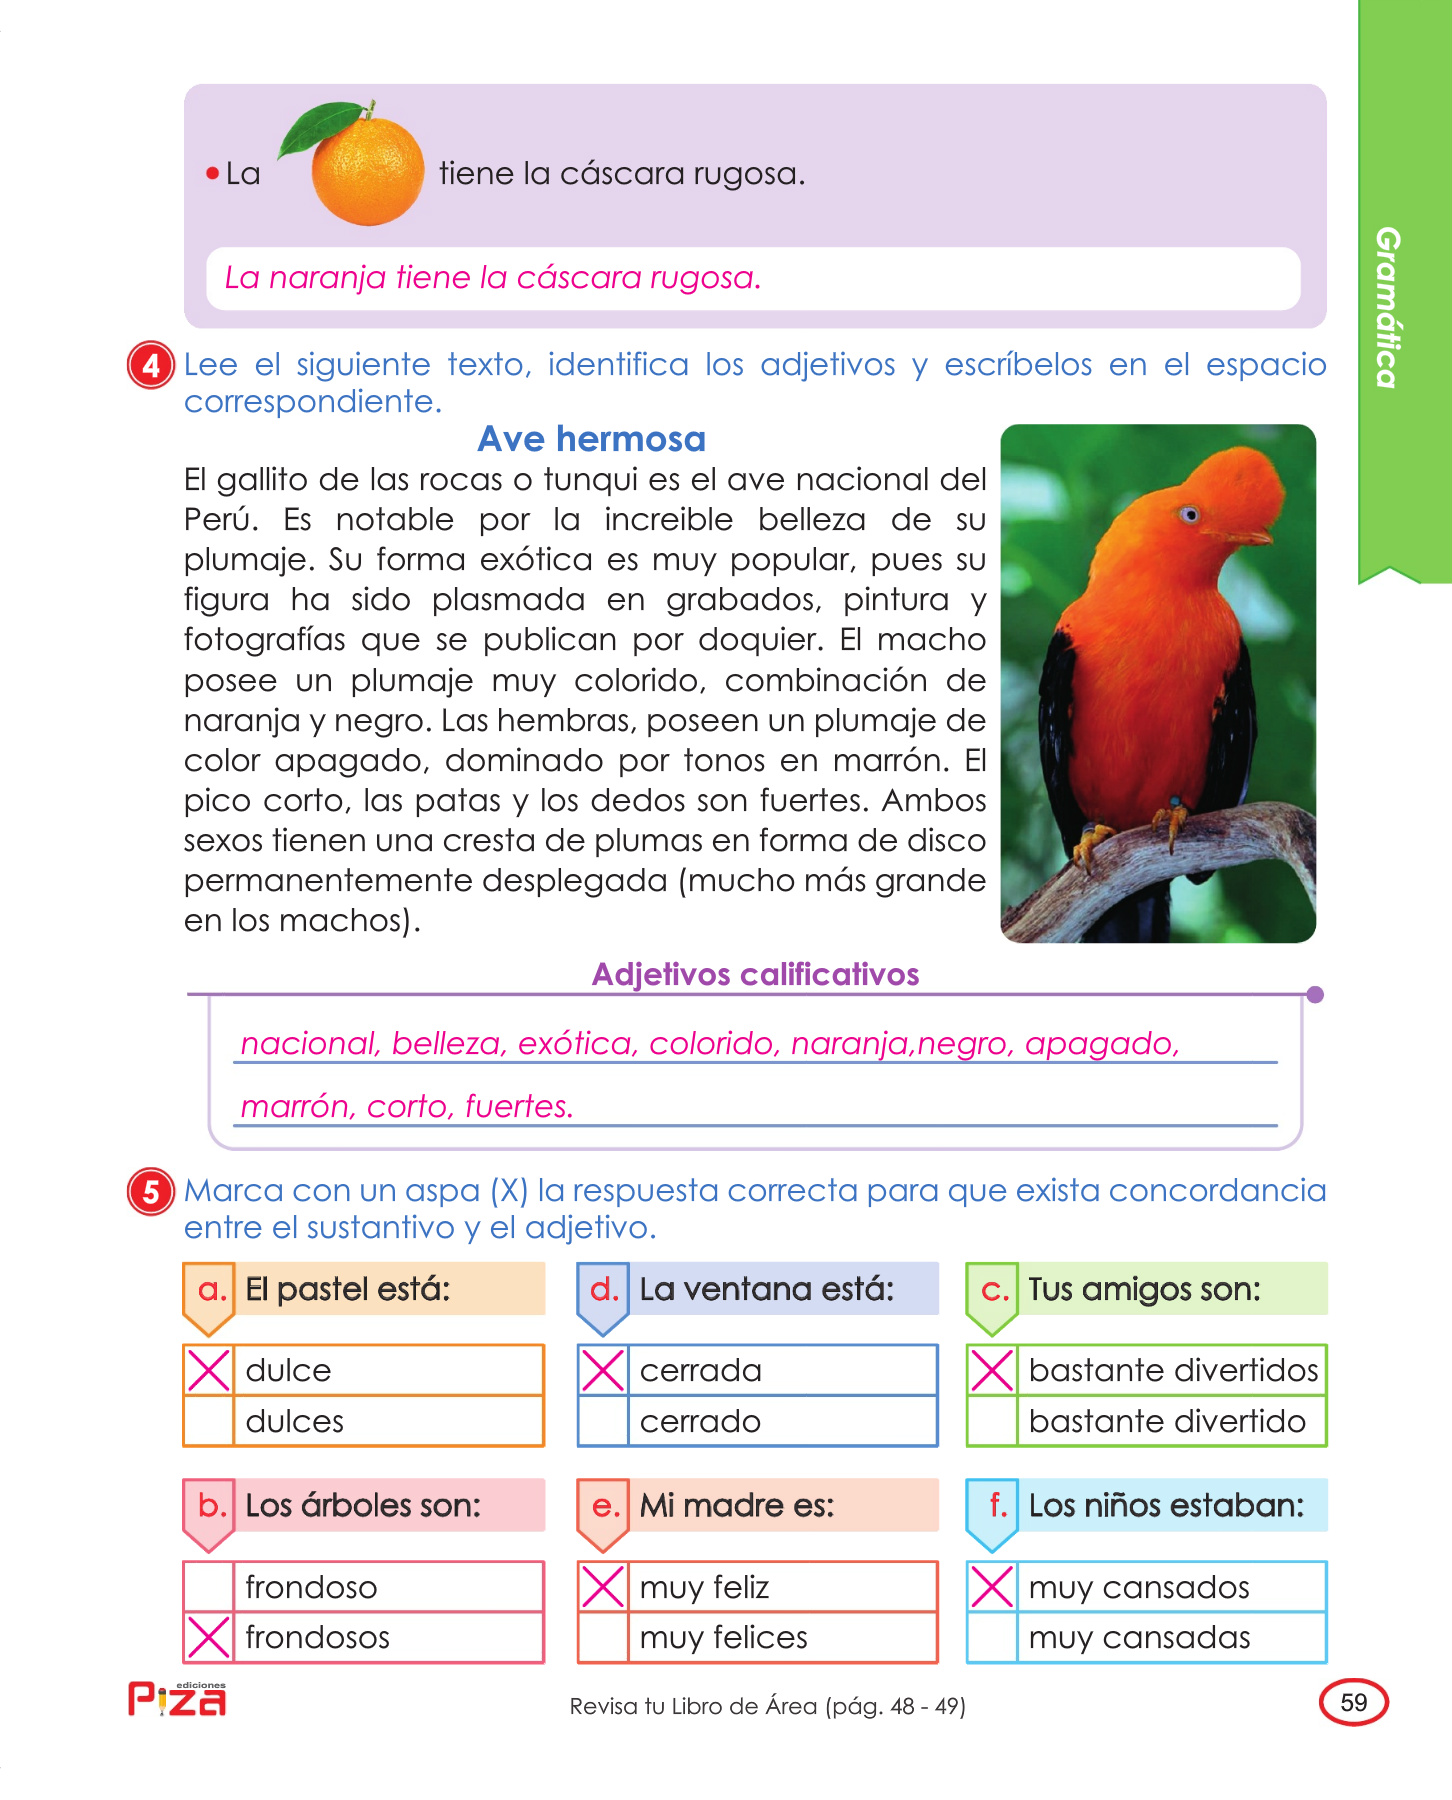 • La tiene la cáscara rugosa.
La naranja tiene la cáscara rugosa.
Gramática
4 Lee el siguiente texto, identifica los adjetivos y escríbelos en el espacio
correspondiente.
Ave hermosa
El gallito de las rocas o tunqui es el ave nacional del
Perú. Es notable por la increible belleza de su
plumaje. Su forma exótica es muy popular, pues su
figura ha sido plasmada en grabados, pintura y
fotografías que se publican por doquier. El macho
posee un plumaje muy colorido, combinación de
naranja y negro. Las hembras, poseen un plumaje de
color apagado, dominado por tonos en marrón. El
pico corto, las patas y los dedos son fuertes. Ambos
sexos tienen una cresta de plumas en forma de disco
permanentemente desplegada (mucho más grande
en los machos).
Adjetivos calificativos
nacional, belleza, exótica, colorido, naranja,negro, apagado,
marrón, corto, fuertes.
5 Marca con un aspa (X) la respuesta correcta para que exista concordancia
entre el sustantivo y el adjetivo.
a. El pastel está:
dulce
dulces
d. La ventana está:
cerrada
cerrado
c. Tus amigos son:
bastante divertidos
bastante divertido
b. Los árboles son:
frondoso
frondosos
e. Mi madre es:
muy feliz
muy felices
f. Los niños estaban:
muy cansados
muy cansadas
ediciones
Piza
Revisa tu Libro de Área (pág. 48 - 49)
59